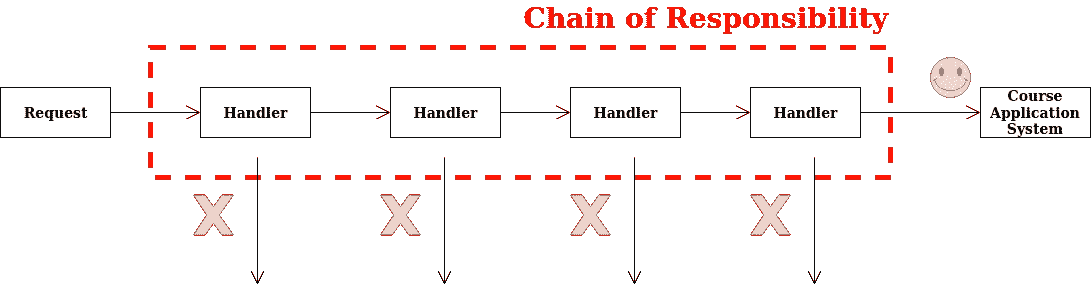 Chain of Responsibility
Request
Handler
Handler
Handler
Handler
Course
Application
System
X
X
X
X